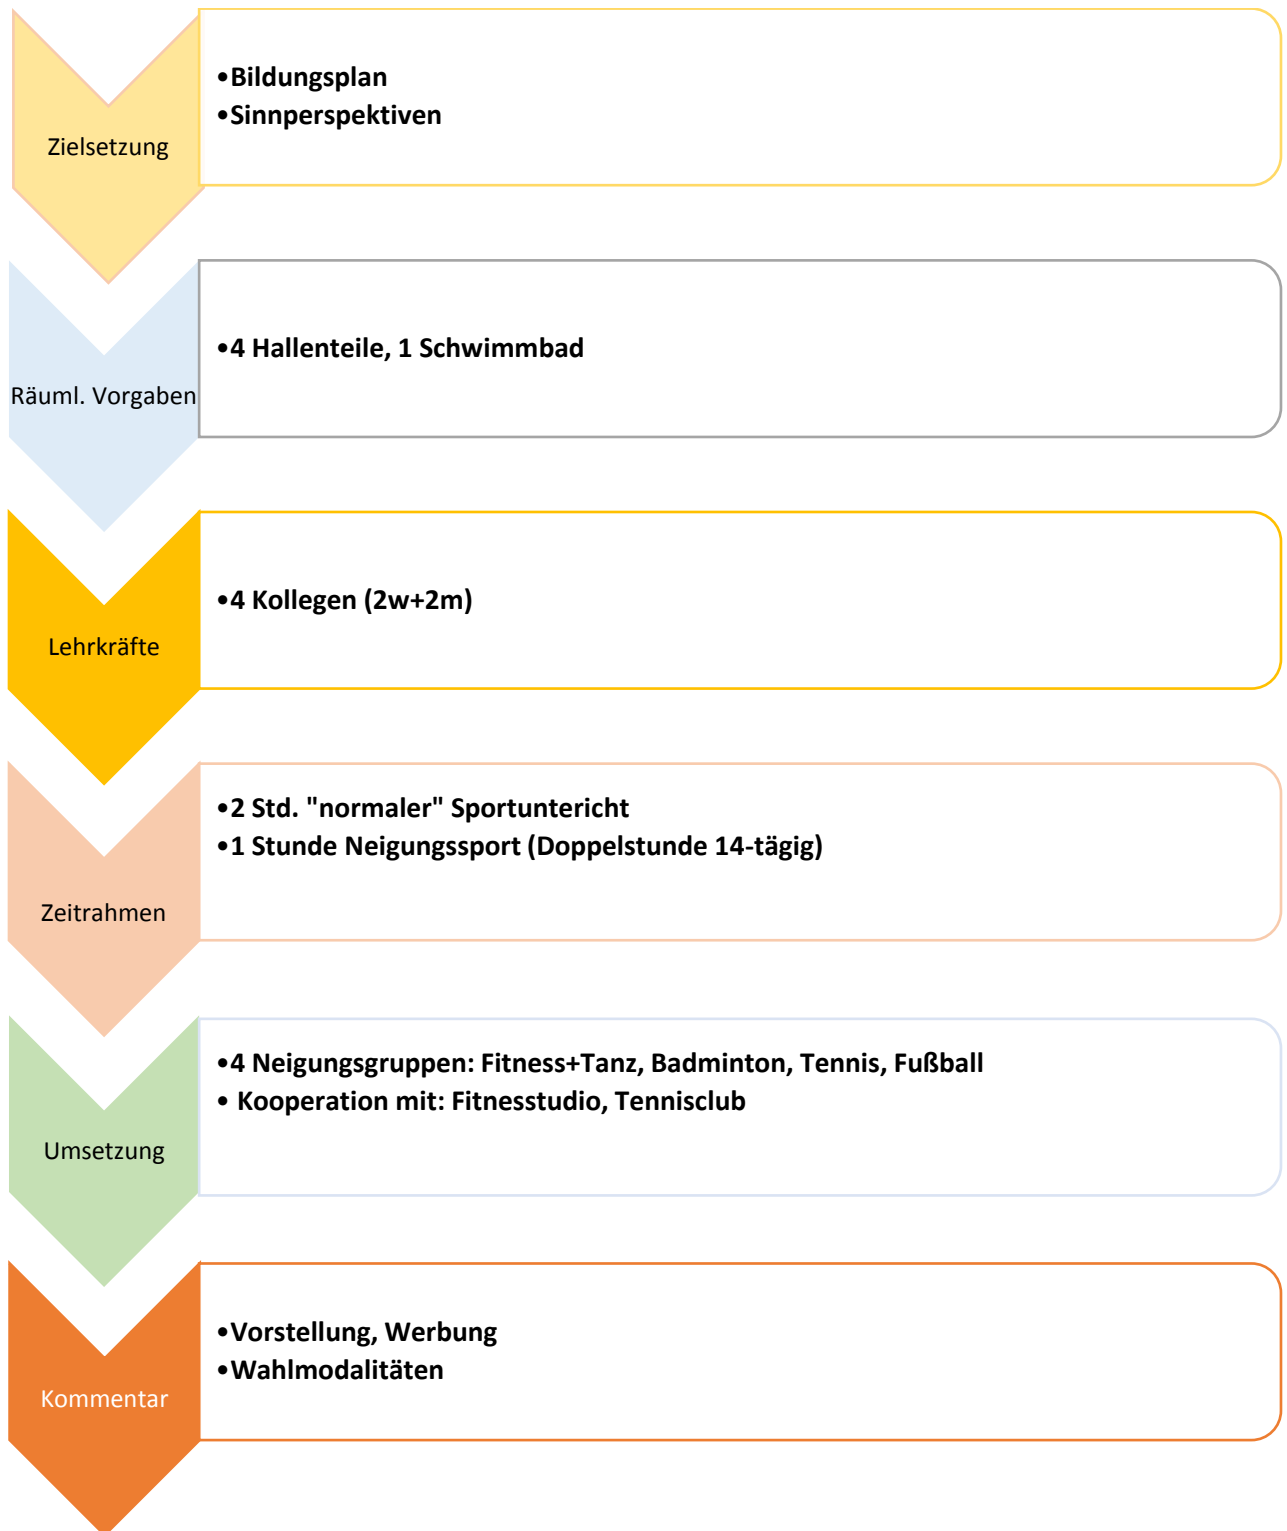 Zielsetzung
•Bildungsplan
•Sinnperspektiven
Räuml. Vorgaben
•4 Hallenteile, 1 Schwimmbad
Lehrkräfte
•4 Kollegen (2w+2m)
Zeitrahmen
•2 Std. "normaler" Sportuntericht
•1 Stunde Neigungssport (Doppelstunde 14-tägig)
Umsetzung
•4 Neigungsgruppen: Fitness+Tanz, Badminton, Tennis, Fußball
• Kooperation mit: Fitnesstudio, Tennisclub
Kommentar
•Vorstellung, Werbung
•Wahlmodalitäten